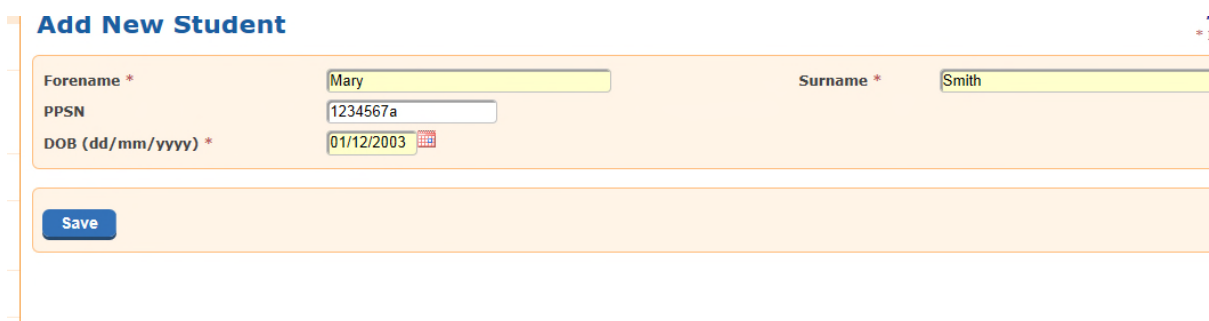 Add New Student
Forename * Mary Surname * Smith
PPSN 1234567a
DOB (dd/mm/yyyy) * 01/12/2003
Save